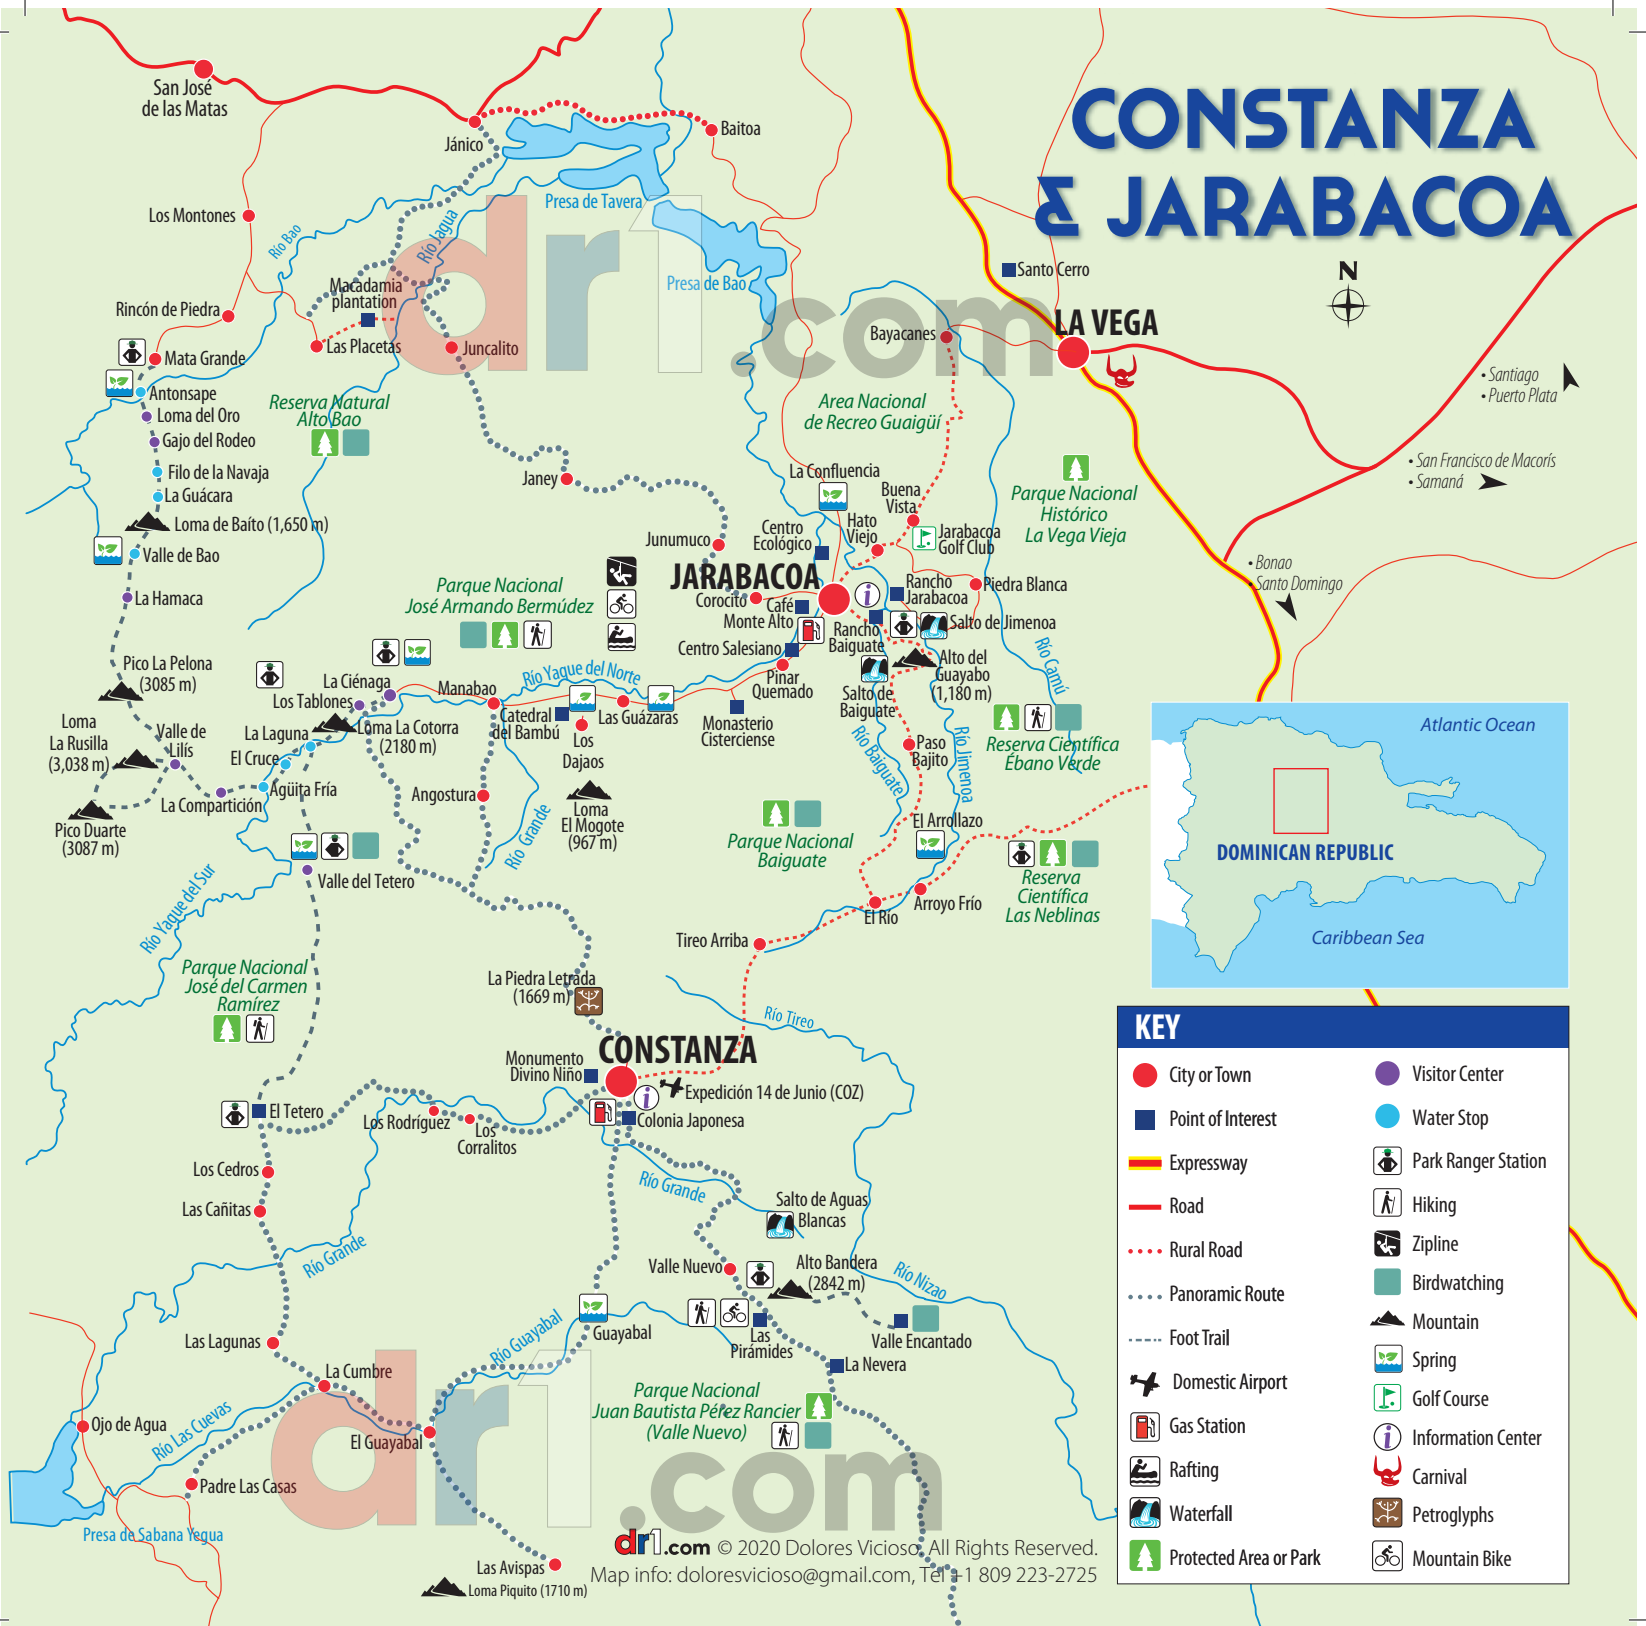 CONSTANZA
& JARABACOA
N
San José
de las Matas
Jánico
Baitoa
Presa de Tavera
Los Montones
Río Bao
Río Jagua
Presa de Bao
Santo Cerro
Macadamia
plantation
Rincón de Piedra
Las Placetas
Juncalito
Bayacanes
LA VEGA
Mata Grande
Antonsape
Loma del Oro
Gajo del Rodeo
Filo de la Navaja
La Guácara
Loma de Baíto (1,650 m)
Valle de Bao
La Hamaca
Reserva Natural
Alto Bao
Area Nacional
de Recreo Guaigüí
• Santiago
• Puerto Plata
• San Francisco de Macorís
• Samaná
• Bonao
• Santo Domingo
Janey
La Confluencia
Buena
Vista
Parque Nacional
Histórico
La Vega Vieja
Centro
Ecológico
Hato
Viejo
Jarabacoa
Golf Club
Junumuco
JARABACOA
Corocito
Café
Monte Alto
Rancho
Jarabacoa
Piedra Blanca
Rancho
Baiguate
Salto de Jimenoa
Centro Salesiano
Pinar
Quemado
Salto de
Baiguate
Alto del
Guayabo
(1,180 m)
Río Camú
Parque Nacional
José Armando Bermúdez
Pico La Pelona
(3085 m)
La Ciénaga
Los Tablones
Manabao
Río Yaque del Norte
Catedral
del Bambú
Las Guázaras
Los
Dajaos
Monasterio
Cisterciense
Loma
La Rusilla
(3,038 m)
Valle de
Lilís
La Laguna
El Cruce
Loma La Cotorra
(2180 m)
Agüita Fría
La Compartición
Pico Duarte
(3087 m)
Angostura
Río Grande
Loma
El Mogote
(967 m)
Río Baiguate
Paso
Bajito
Río Jimenoa
Reserva Científica
Ébano Verde
Parque Nacional
Baiguate
El Arrollazo
Reserva
Científica
Las Neblinas
Arroyo Frío
El Río
Tireo Arriba
Valle del Tetero
Río Yaque del Sur
Parque Nacional
José del Carmen
Ramírez
La Piedra Letrada
(1669 m)
Río Tireo
CONSTANZA
Monumento
Divino Niño
Expedición 14 de Junio (COZ)
Colonia Japonesa
El Tetero
Los Rodríguez
Los
Corralitos
Los Cedros
Las Cañitas
Río Grande
Río Grande
Salto de Aguas
Blancas
Valle Nuevo
Alto Bandera
(2842 m)
Río Nizao
Las
Pirámides
Valle Encantado
La Nevera
Guayabal
Río Guayabal
Las Lagunas
La Cumbre
Parque Nacional
Juan Bautista Pérez Rancier
(Valle Nuevo)
Ojo de Agua
Río Las Cuevas
El Guayabal
Padre Las Casas
Presa de Sabana Yegua
Las Avispas
Loma Piquito (1710 m)
dr1.com
dr1.com
dr1.com © 2020 Dolores Vicioso. All Rights Reserved.
Map info: doloresvicioso@gmail.com, Tel +1 809 223-2725
Atlantic Ocean
DOMINICAN REPUBLIC
Caribbean Sea
KEY
City or Town
Point of Interest
Expressway
Road
Rural Road
Panoramic Route
Foot Trail
Domestic Airport
Gas Station
Rafting
Waterfall
Protected Area or Park
Visitor Center
Water Stop
Park Ranger Station
Hiking
Zipline
Birdwatching
Mountain
Spring
Golf Course
Information Center
Carnival
Petroglyphs
Mountain Bike